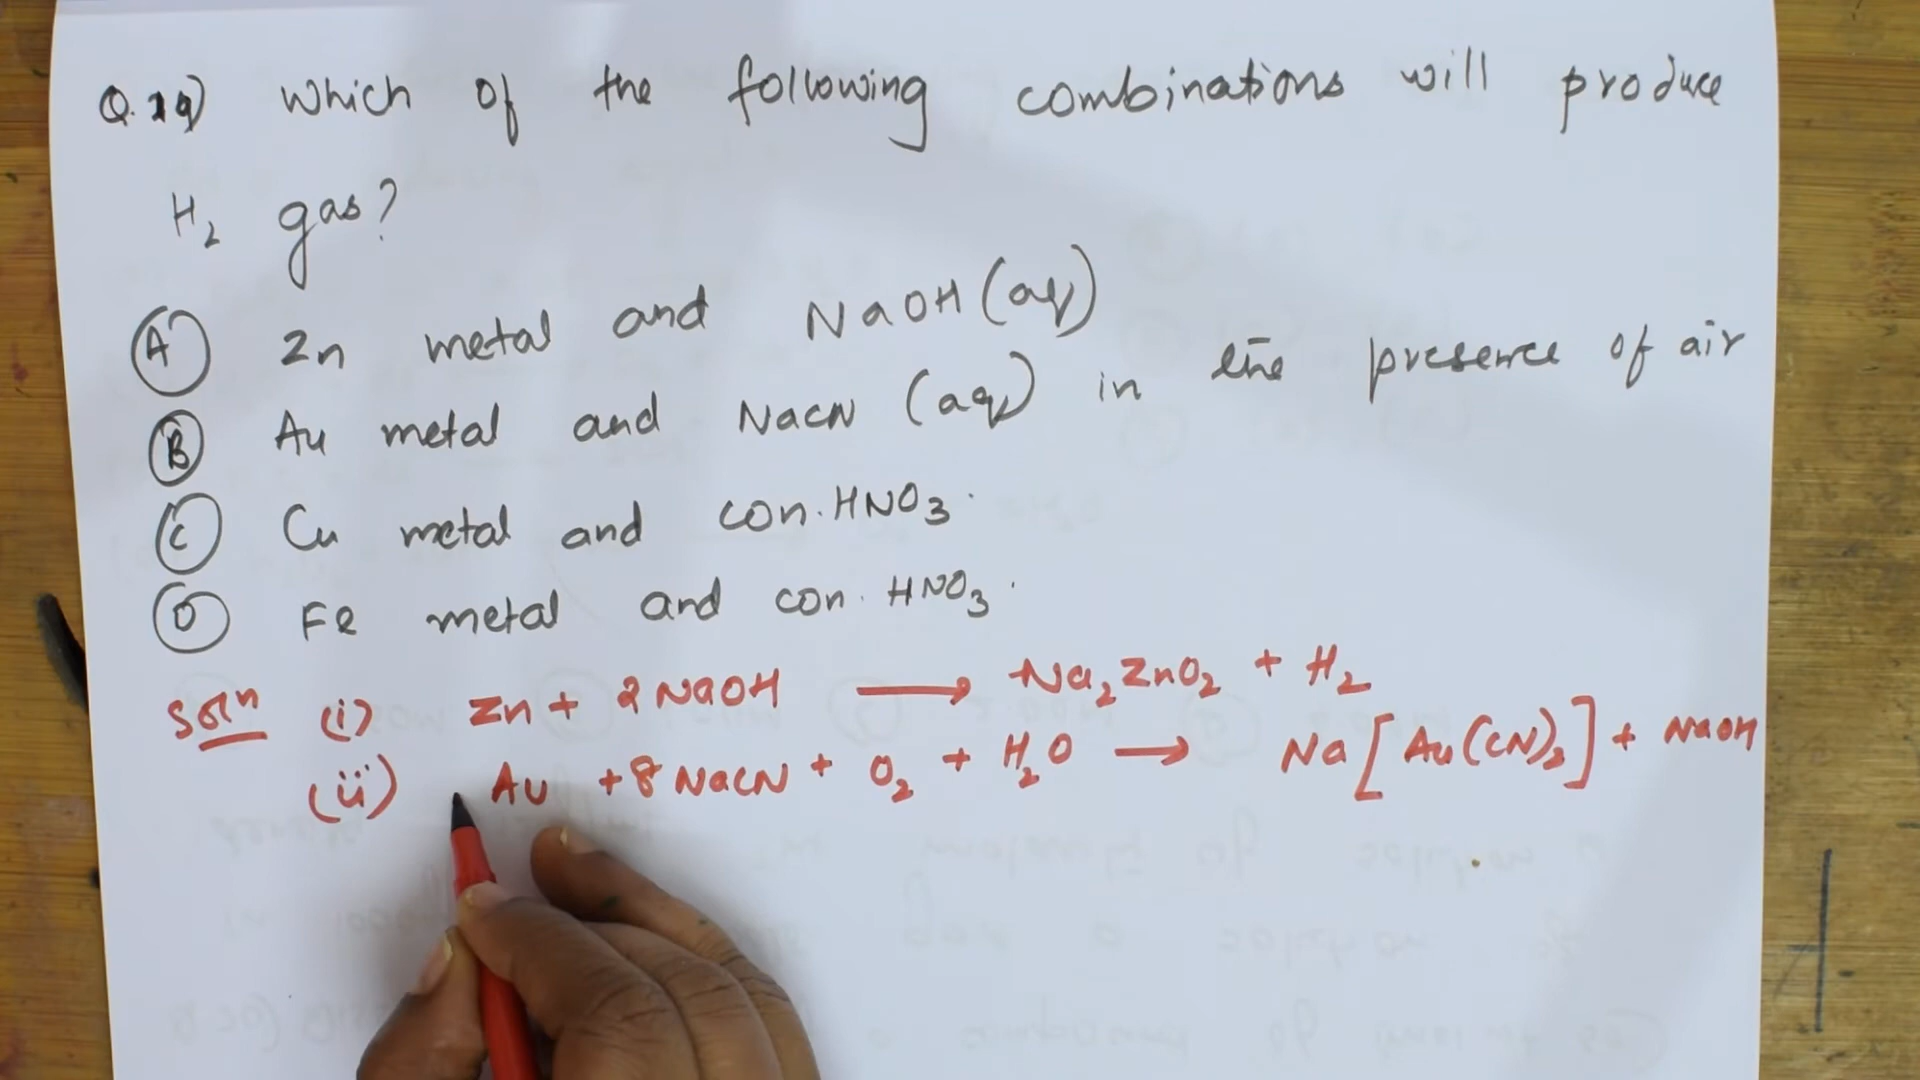 Q.19) Which of the following combinations will produce
H₂ gas?
(A) Zn metal and NaOH (aq)
(B) Au metal and NaCN (aq) in the presence of air
(C) Cu metal and con. HNO₃.
(D) Fe metal and con. HNO₃.
Soln (i) Zn + 2NaOH → Na₂ZnO₂ + H₂
(ii) Au + 8NaCN + O₂ + H₂O → Na[Au(CN)₂] + NaOH